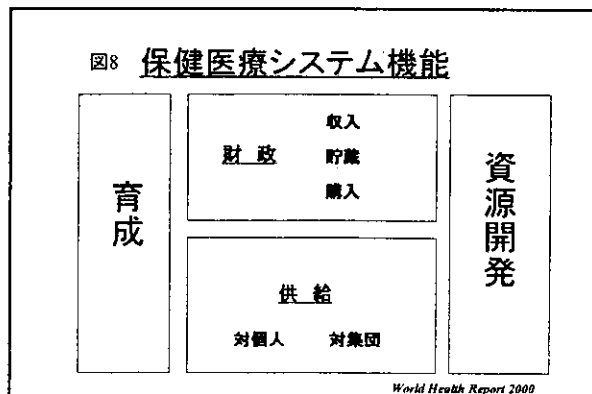 図8 保健医療システム機能
育成
財政
収入
貯蔵
購入
供給
対個人 対集団
資源開発
World Health Report 2000